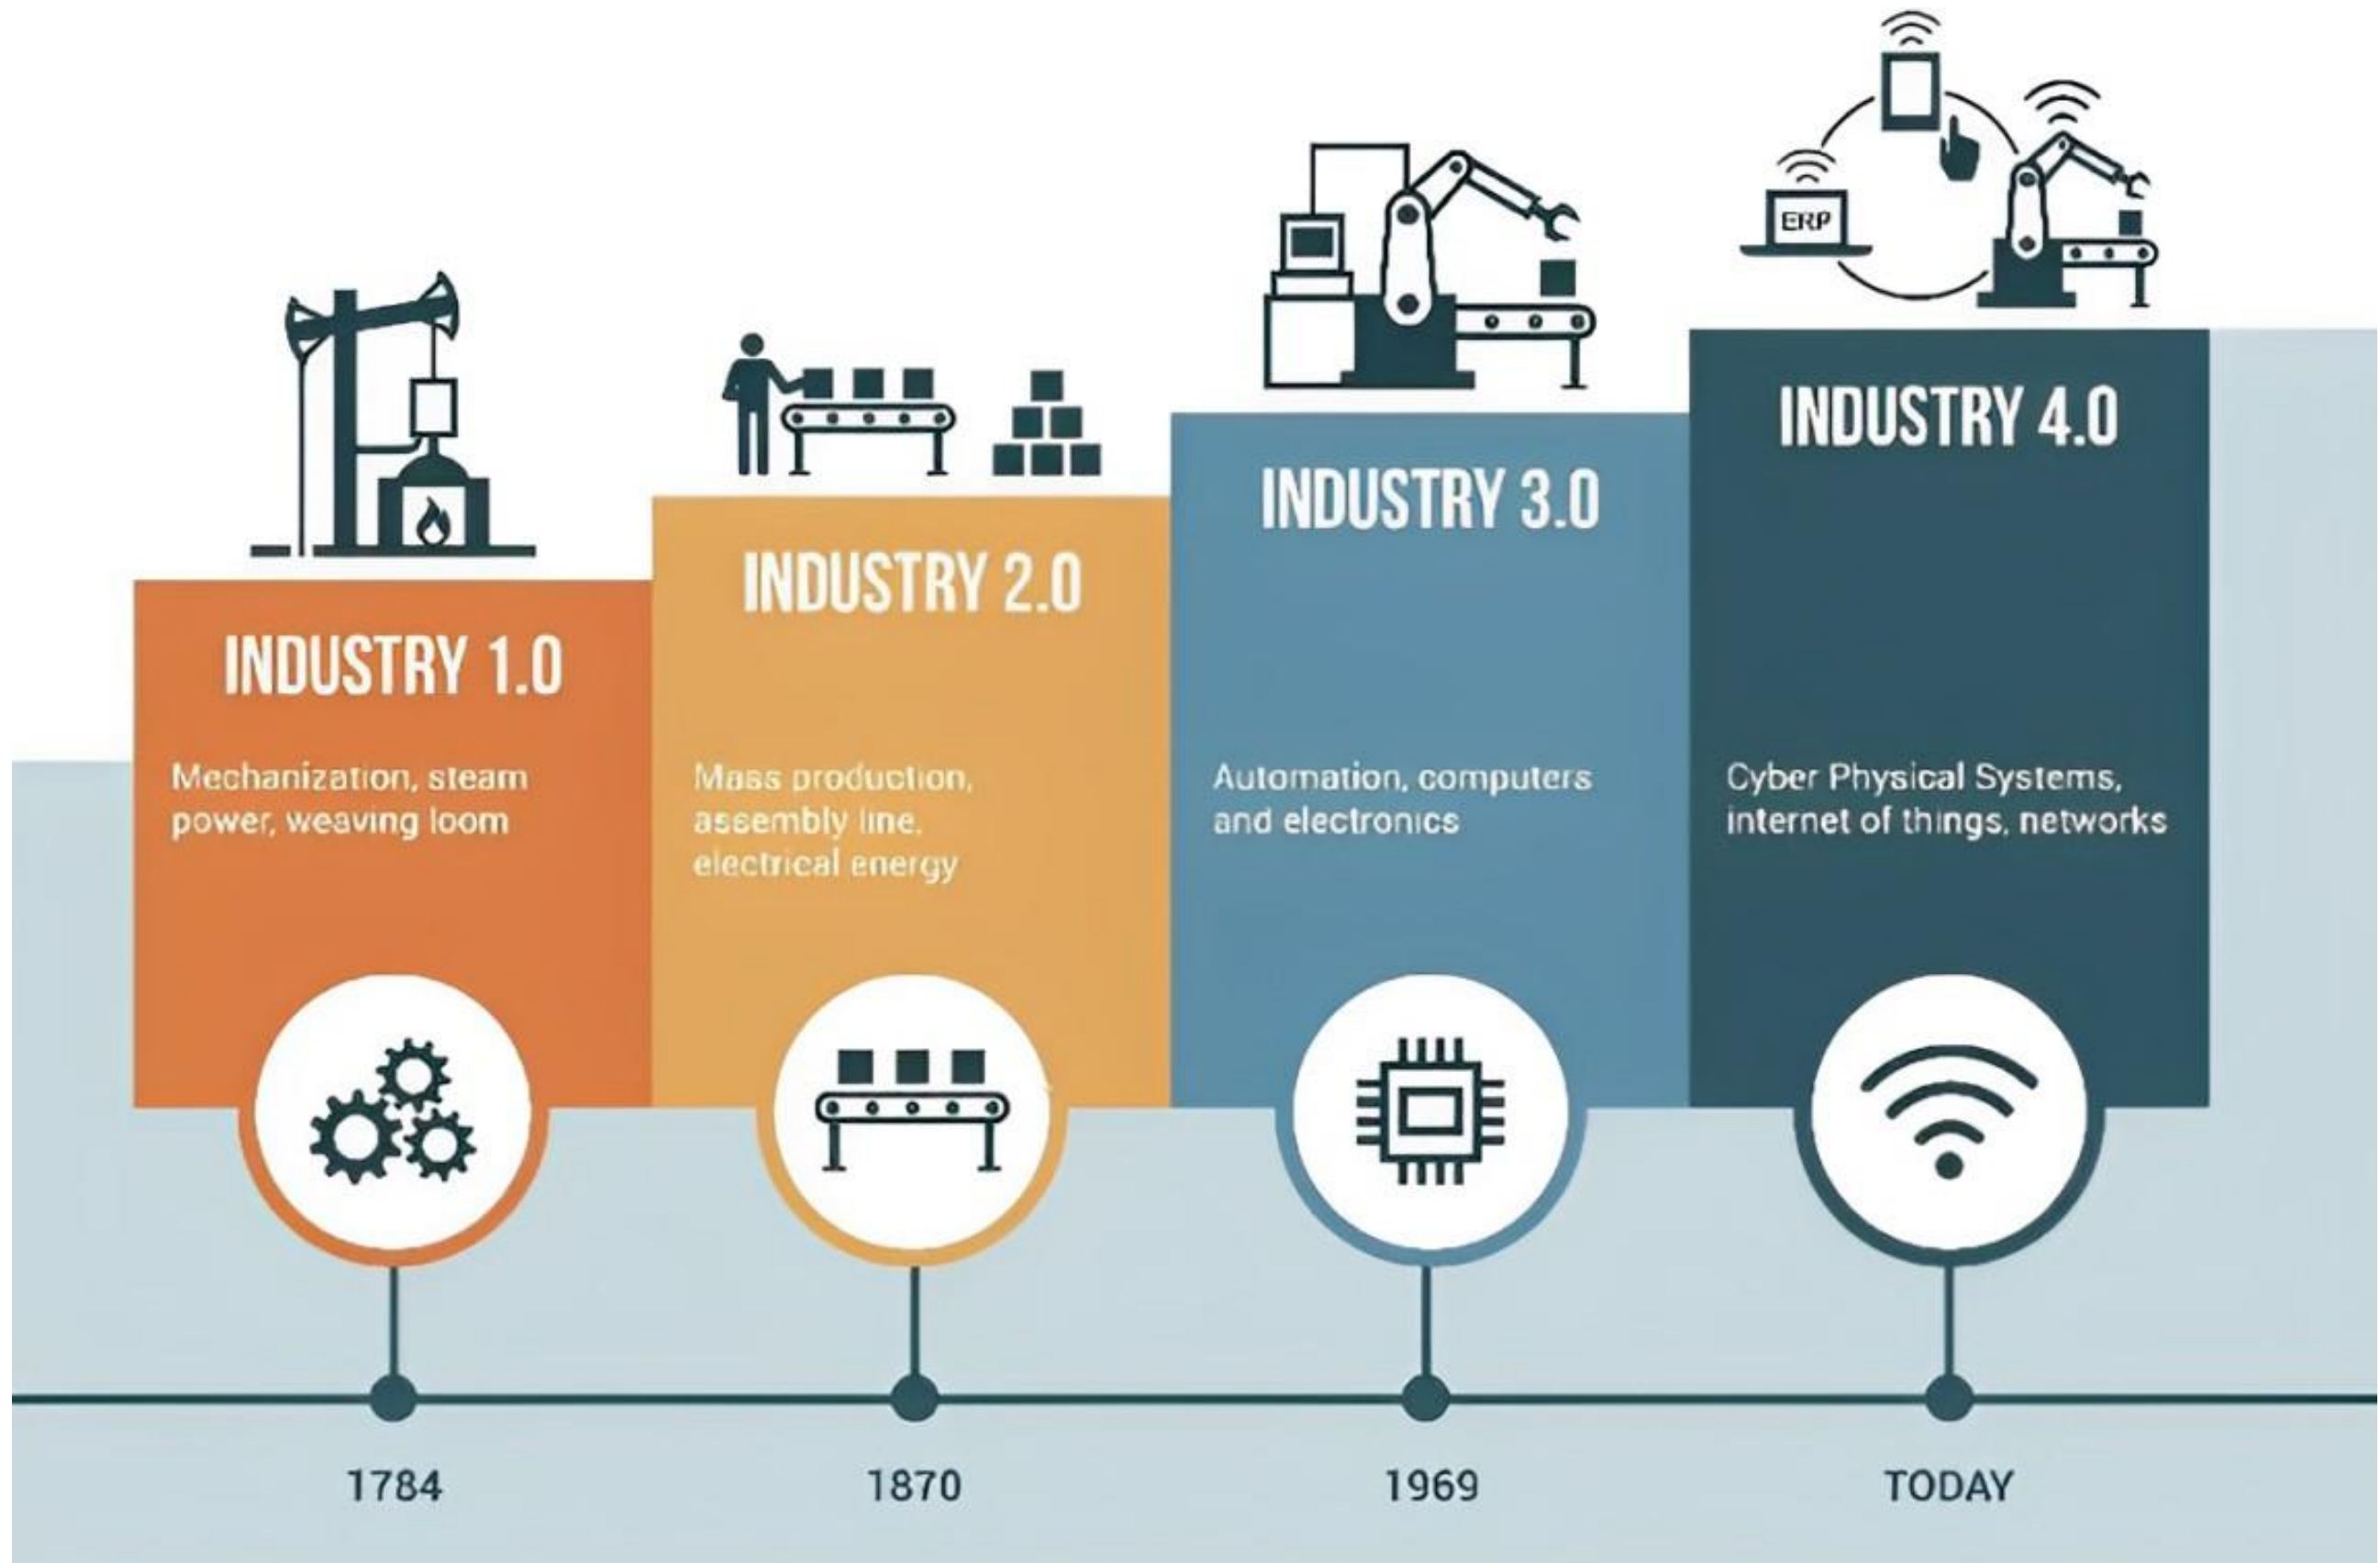 ERP
INDUSTRY 1.0
Mechanization, steam
power, weaving loom
1784
INDUSTRY 2.0
Mass production,
assembly line,
electrical energy
1870
INDUSTRY 3.0
Automation, computers
and electronics
1969
INDUSTRY 4.0
Cyber Physical Systems,
internet of things, networks
TODAY